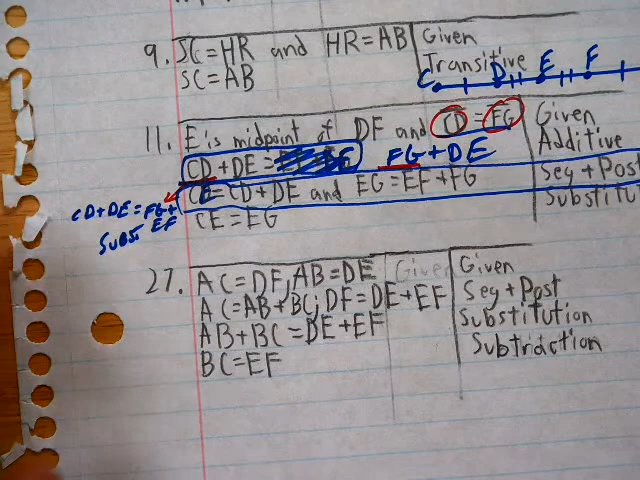 9. SC=HR and HR=AB Given
SC=AB Transitive
C D E F
11. E is midpoint of DF and CD = FG Given
CD + DE = FG + DE Additive
CE = CD + DE and EG = EF + FG Seg + Post
CD + DE = FG + EF
Subst
CE = EG Substitu
27. AC = DF, AB = DE Given Given
AC = AB + BC; DF = DE + EF Seg + Post
AB + BC = DE + EF Substitution
BC = EF Subtraction